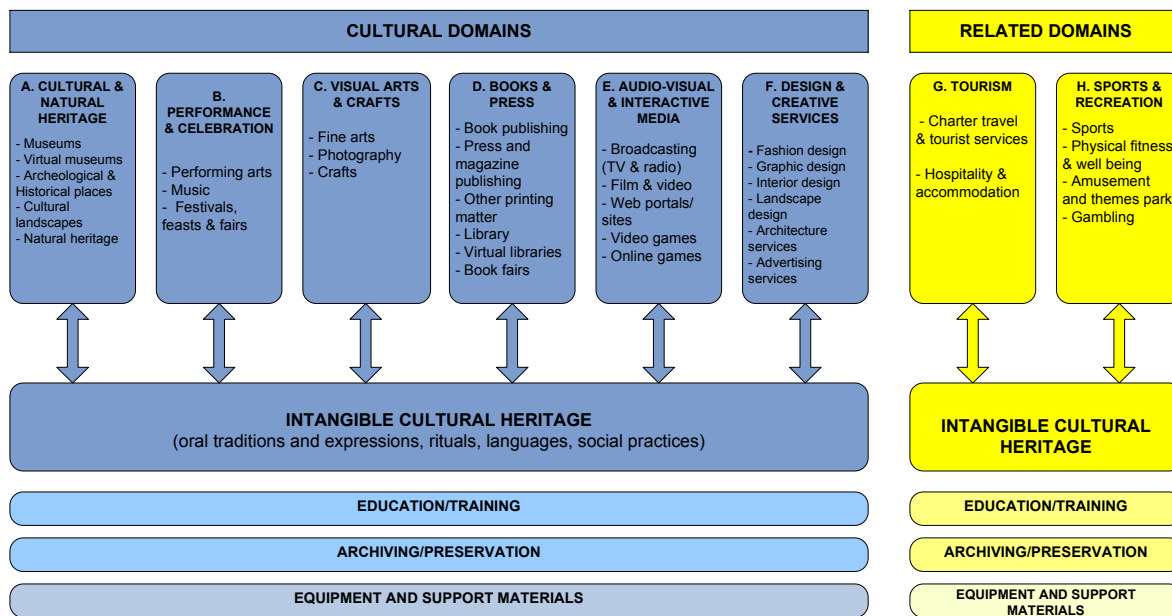 CULTURAL DOMAINS
RELATED DOMAINS
A. CULTURAL &
NATURAL
HERITAGE
- Museums
- Virtual museums
- Archeological &
Historical places
- Cultural
landscapes
- Natural heritage
B.
PERFORMANCE
& CELEBRATION
- Performing arts
- Music
- Festivals,
feasts & fairs
C. VISUAL ARTS
& CRAFTS
- Fine arts
- Photography
- Crafts
D. BOOKS &
PRESS
- Book publishing
- Press and
magazine
publishing
- Other printing
matter
- Library
- Virtual libraries
- Book fairs
E. AUDIO-VISUAL
& INTERACTIVE
MEDIA
- Broadcasting
(TV & radio)
- Film & video
- Web portals/
sites
- Video games
- Online games
F. DESIGN &
CREATIVE
SERVICES
- Fashion design
- Graphic design
- Interior design
- Landscape
design
- Architecture
services
- Advertising
services
G. TOURISM
- Charter travel
& tourist services
- Hospitality &
accommodation
H. SPORTS &
RECREATION
- Sports
- Physical fitness
& well being
- Amusement
and themes park
- Gambling
INTANGIBLE CULTURAL HERITAGE
(oral traditions and expressions, rituals, languages, social practices)
INTANGIBLE CULTURAL
HERITAGE
EDUCATION/TRAINING
EDUCATION/TRAINING
ARCHIVING/PRESERVATION
ARCHIVING/PRESERVATION
EQUIPMENT AND SUPPORT MATERIALS
EQUIPMENT AND SUPPORT
MATERIALS